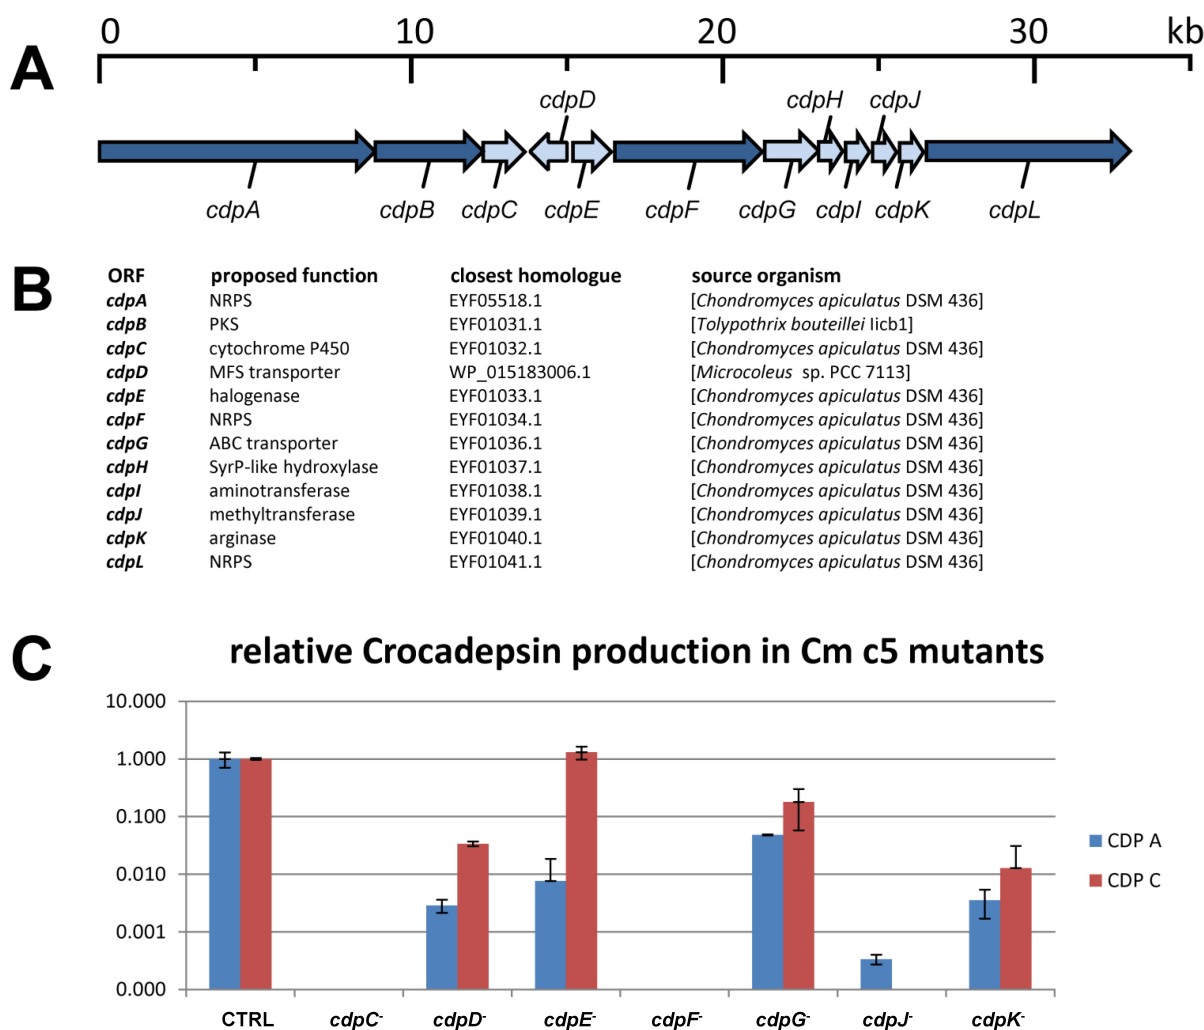 0 10 20 30 kb
A
cdpD cdpH cdpJ
cdpA cdpB cdpC cdpE cdpF cdpG cdpI cdpK cdpL
B
ORF proposed function closest homologue source organism
cdpA NRPS EYF05518.1 [Chondromyces apiculatus DSM 436]
cdpB PKS EYF01031.1 [Tolypothrix bouteillei Iicb1]
cdpC cytochrome P450 EYF01032.1 [Chondromyces apiculatus DSM 436]
cdpD MFS transporter WP_015183006.1 [Microcoleus sp. PCC 7113]
cdpE halogenase EYF01033.1 [Chondromyces apiculatus DSM 436]
cdpF NRPS EYF01034.1 [Chondromyces apiculatus DSM 436]
cdpG ABC transporter EYF01036.1 [Chondromyces apiculatus DSM 436]
cdpH SyrP-like hydroxylase EYF01037.1 [Chondromyces apiculatus DSM 436]
cdpI aminotransferase EYF01038.1 [Chondromyces apiculatus DSM 436]
cdpJ methyltransferase EYF01039.1 [Chondromyces apiculatus DSM 436]
cdpK arginase EYF01040.1 [Chondromyces apiculatus DSM 436]
cdpL NRPS EYF01041.1 [Chondromyces apiculatus DSM 436]
C
relative Crocadepsin production in Cm c5 mutants
10.000
1.000
0.100
0.010
0.001
0.000
CDP A
CDP C
CTRL cdpC⁻ cdpD⁻ cdpE⁻ cdpF⁻ cdpG⁻ cdpJ⁻ cdpK⁻